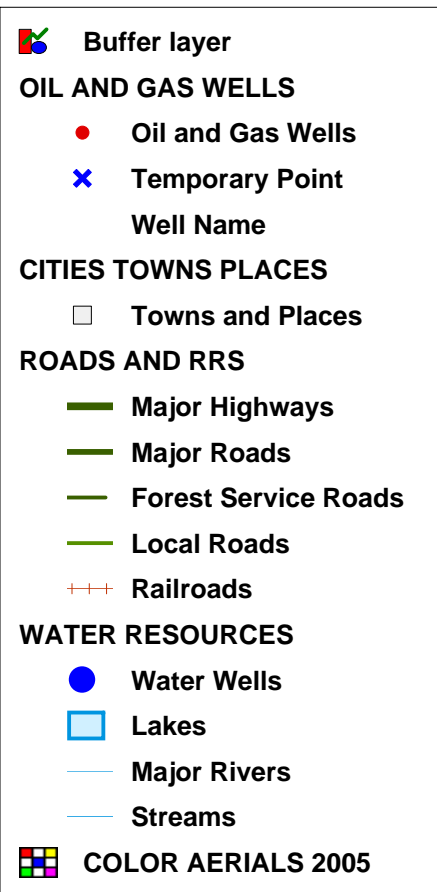 Buffer layer
OIL AND GAS WELLS
Oil and Gas Wells
Temporary Point
Well Name
CITIES TOWNS PLACES
Towns and Places
ROADS AND RRS
Major Highways
Major Roads
Forest Service Roads
Local Roads
Railroads
WATER RESOURCES
Water Wells
Lakes
Major Rivers
Streams
COLOR AERIALS 2005